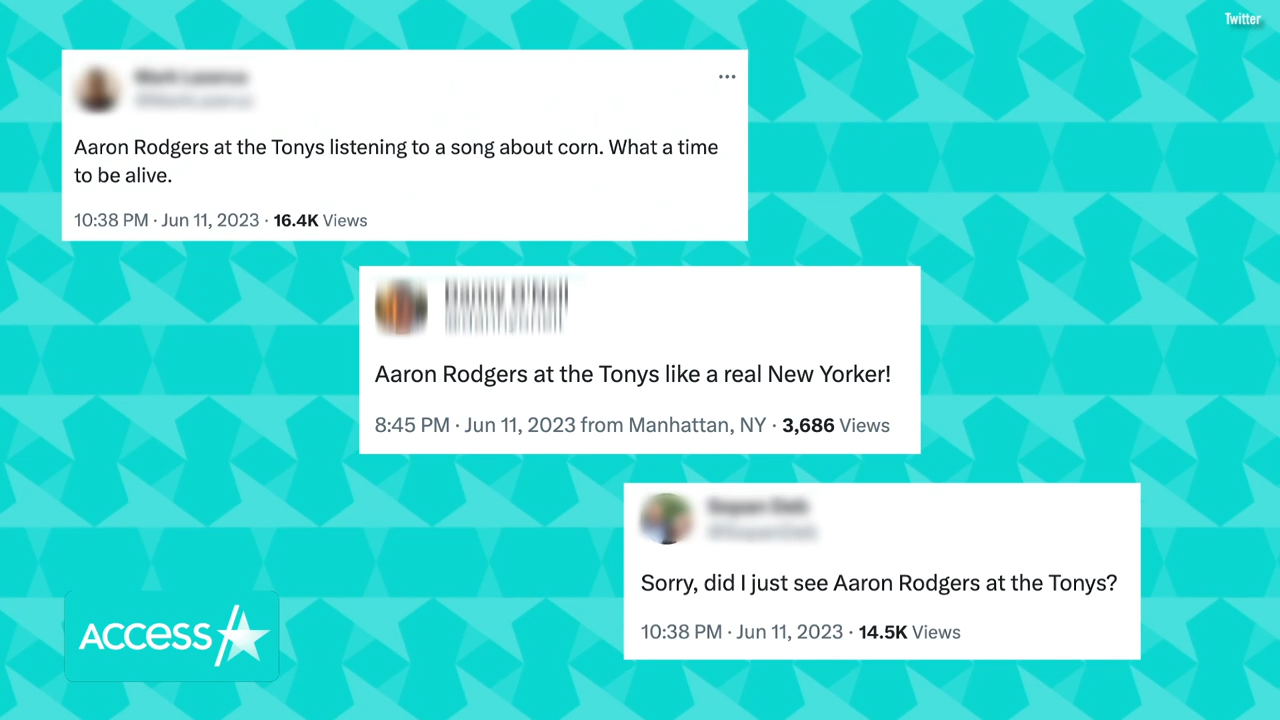 Twitter
Aaron Rodgers at the Tonys listening to a song about corn. What a time
to be alive.
10:38 PM · Jun 11, 2023 · 16.4K Views
Aaron Rodgers at the Tonys like a real New Yorker!
8:45 PM · Jun 11, 2023 from Manhattan, NY · 3,686 Views
Sorry, did I just see Aaron Rodgers at the Tonys?
10:38 PM · Jun 11, 2023 · 14.5K Views
ACCESS